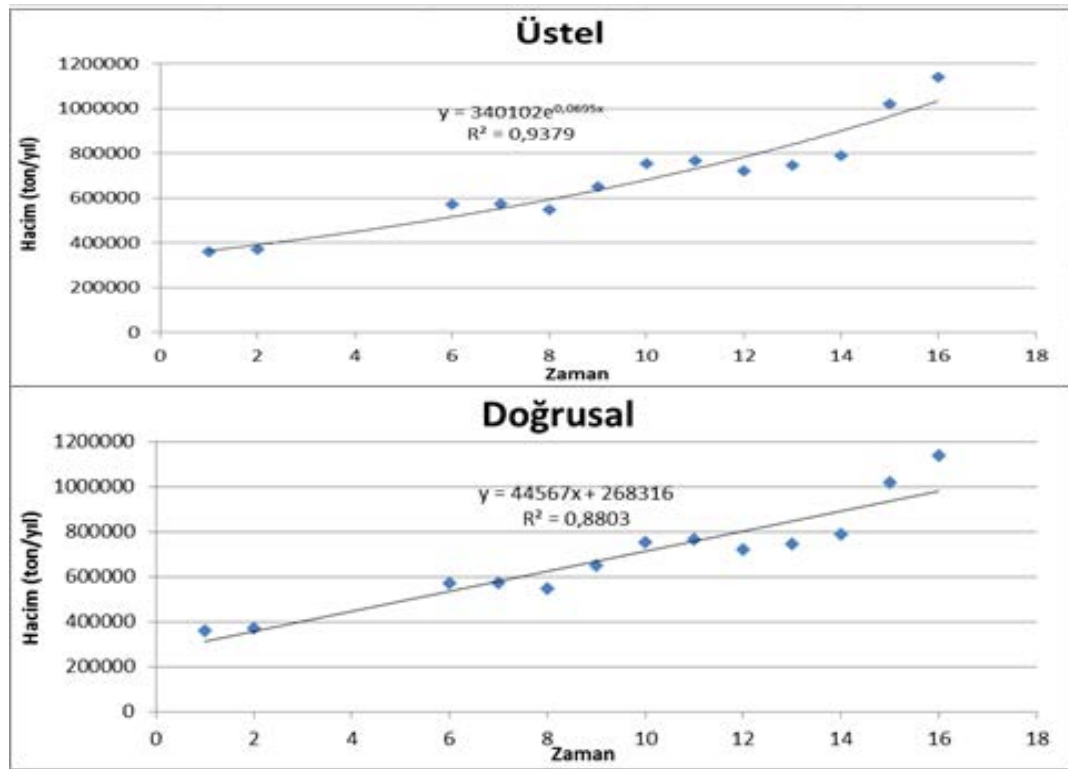 Üstel
1200000
1000000
800000
600000
400000
200000
0
Hacim (ton/yıl)
y = 340102e0,0695x
R² = 0,9379
0 2 4 6 8 10 12 14 16 18
Zaman
Doğrusal
1200000
1000000
800000
600000
400000
200000
0
Hacim (ton/yıl)
y = 44567x + 268316
R² = 0,8803
0 2 4 6 8 10 12 14 16 18
Zaman